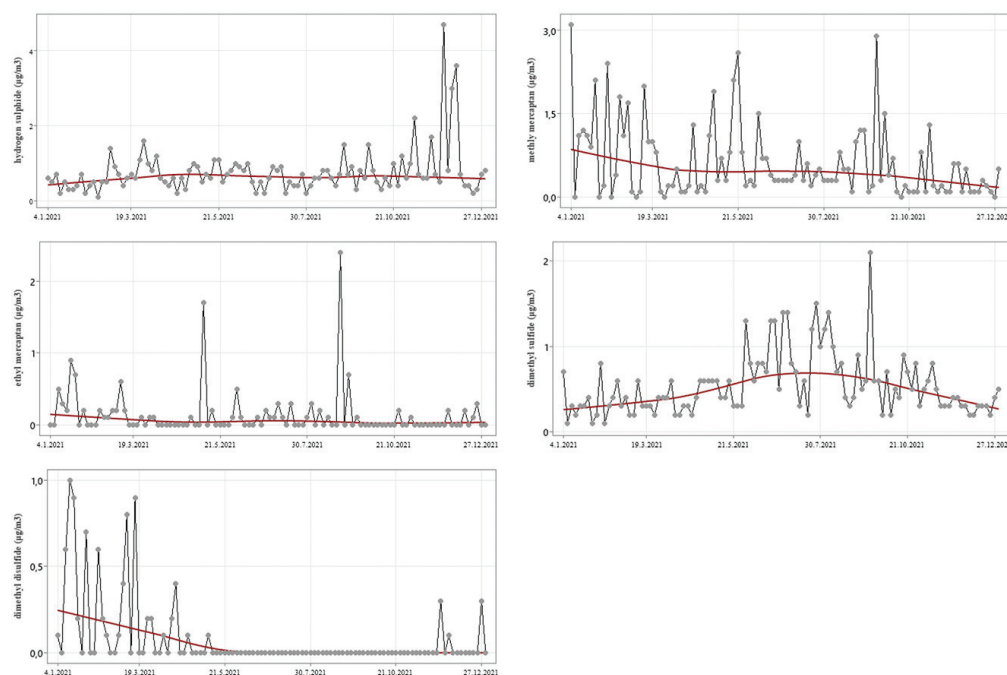 hydrogen sulphide (µg/m3)
4
2
0
4.1.2021 19.3.2021 21.5.2021 30.7.2021 21.10.2021 27.12.2021
methly mercaptan (µg/m3)
3,0
1,5
0,0
4.1.2021 19.3.2021 21.5.2021 30.7.2021 21.10.2021 27.12.202
ethyl mercaptan (µg/m3)
2
1
0
4.1.2021 19.3.2021 21.5.2021 30.7.2021 21.10.2021 27.12.2021
dimethyl sulfide (µg/m3)
2
1
0
4.1.2021 19.3.2021 21.5.2021 30.7.2021 21.10.2021 27.12.202
dimethyl disulfide (µg/m3)
1,0
0,5
0,0
4.1.2021 19.3.2021 21.5.2021 30.7.2021 21.10.2021 27.12.2021